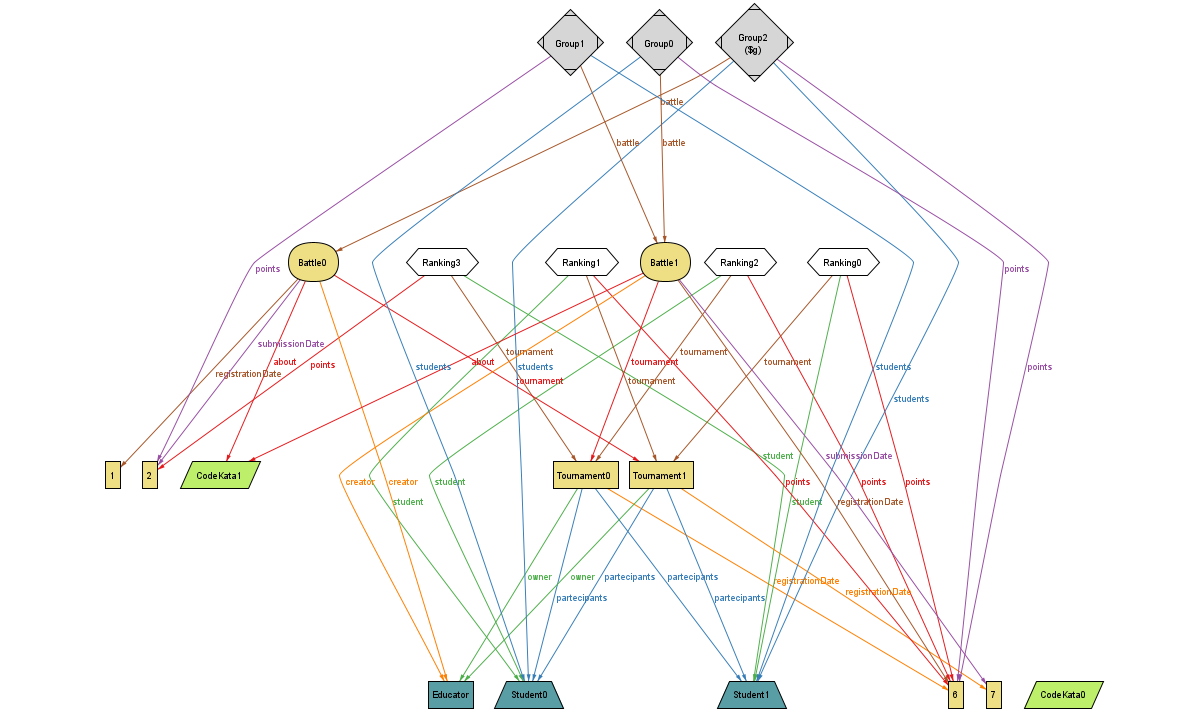 Group1
Group0
Group2
($g)
battle
battle
battle
Battle0
Ranking3
Ranking1
Battle1
Ranking2
Ranking0
points
points
submissionDate
tournament
tournament
about
points
about
tournament
tournament
students
students
students
points
registrationDate
tournament
tournament
students
student
submissionDate
1
2
CodeKata1
Tournament0
Tournament1
creator
creator
student
points
points
points
student
student
registrationDate
owner
owner
partecipants
partecipants
registrationDate
registrationDate
partecipants
partecipants
Educator
Student0
Student1
6
7
CodeKata0